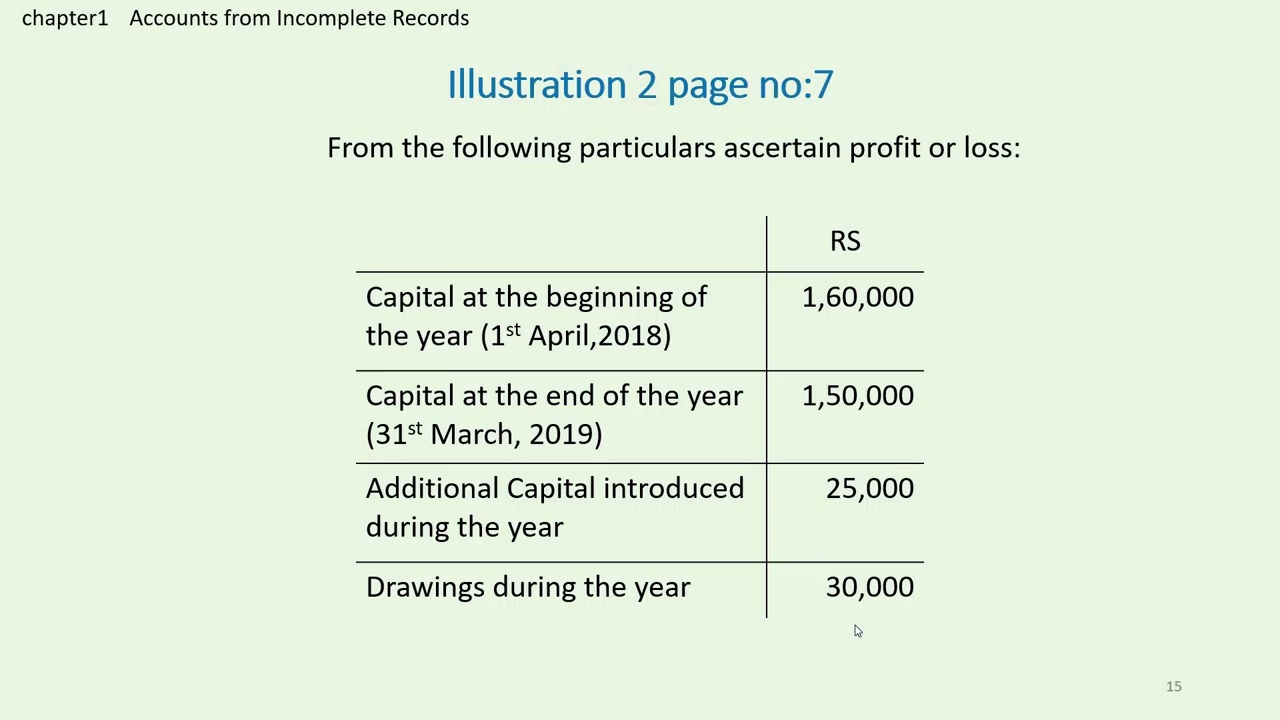 chapter1 Accounts from Incomplete Records
Illustration 2 page no:7
From the following particulars ascertain profit or loss:
RS
Capital at the beginning of 1,60,000
the year (1st April,2018)
Capital at the end of the year 1,50,000
(31st March, 2019)
Additional Capital introduced 25,000
during the year
Drawings during the year 30,000
15